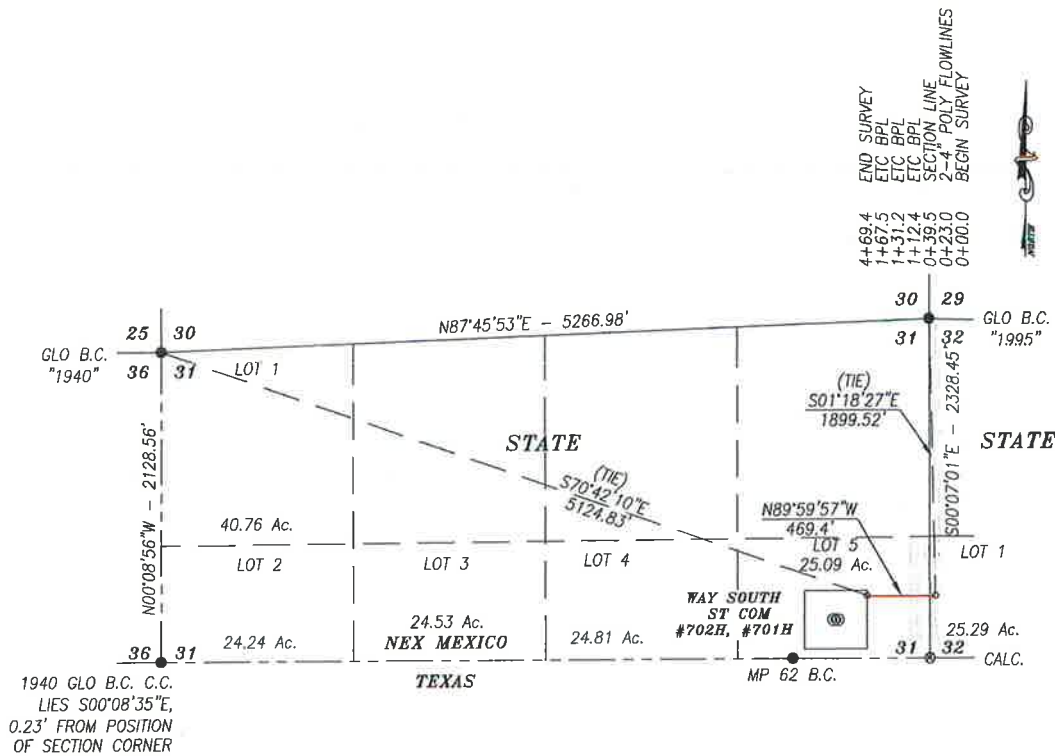 4+69.4 END SURVEY
1+67.5 ETC BPL
1+31.2 ETC BPL
1+12.4 ETC BPL
0+39.5 SECTION LINE
0+23.0 2-4" POLY FLOWLINES
0+00.0 BEGIN SURVEY
25 30
N87°45'53"E - 5266.98'
30 29
GLO B.C.
"1940"
36 31
LOT 1
31 32
GLO B.C.
"1995"
(TIE)
S01°18'27"E
1899.52'
STATE
STATE
N00°08'56"W - 2128.56'
(TIE)
S70°42'10"E
5124.83'
S00°07'01"E - 2328.45'
N89°59'57"W
469.4'
40.76 Ac.
LOT 2
LOT 3
LOT 4
LOT 5
25.09 Ac.
LOT 1
WAY SOUTH
ST COM
#702H, #701H
24.24 Ac.
24.53 Ac.
NEX MEXICO
24.81 Ac.
25.29 Ac.
36 31
TEXAS
MP 62 B.C.
31 32
CALC.
1940 GLO B.C. C.C.
LIES S00°08'35"E,
0.23' FROM POSITION
OF SECTION CORNER